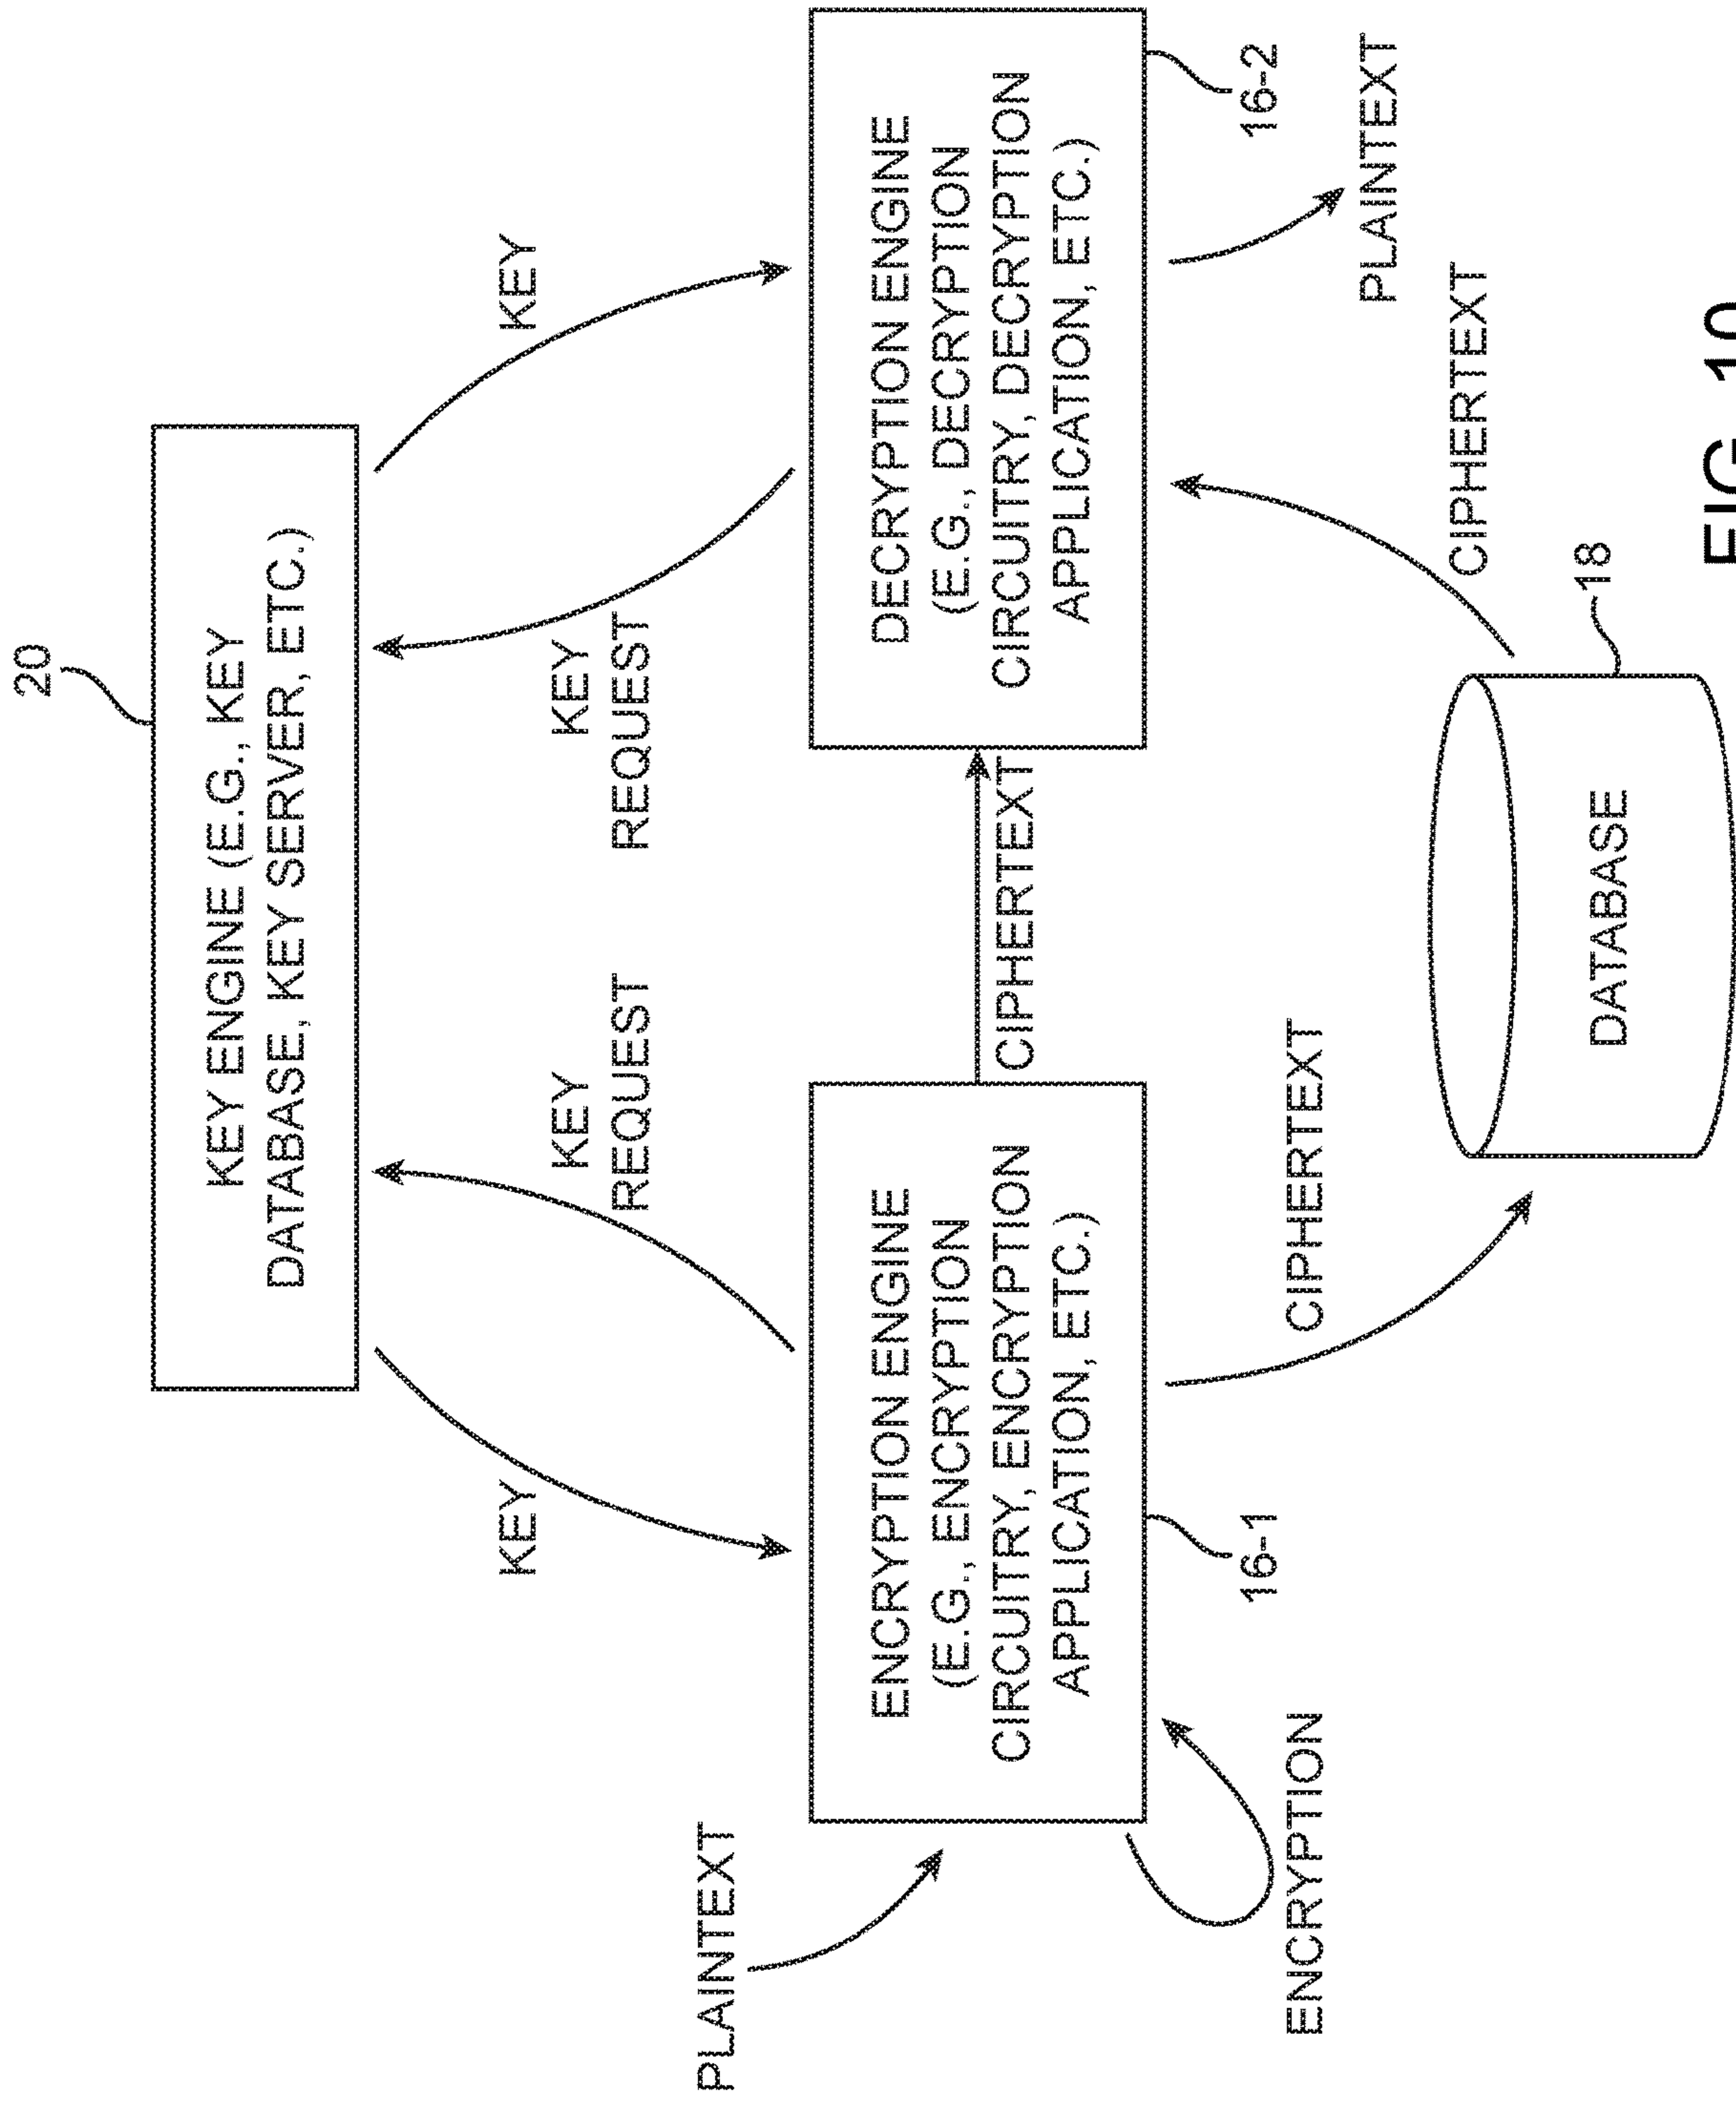 20
KEY ENGINE (E.G., KEY
DATABASE, KEY SERVER, ETC.)
KEY
KEY
REQUEST
KEY
REQUEST
KEY
PLAINTEXT
ENCRYPTION ENGINE
(E.G., ENCRYPTION
CIRCUITRY, ENCRYPTION
APPLICATION, ETC.)
CIPHERTEXT
DECRYPTION ENGINE
(E.G., DECRYPTION
CIRCUITRY, DECRYPTION
APPLICATION, ETC.)
16-1
16-2
ENCRYPTION
CIPHERTEXT
PLAINTEXT
CIPHERTEXT
DATABASE
18
FIG. 10